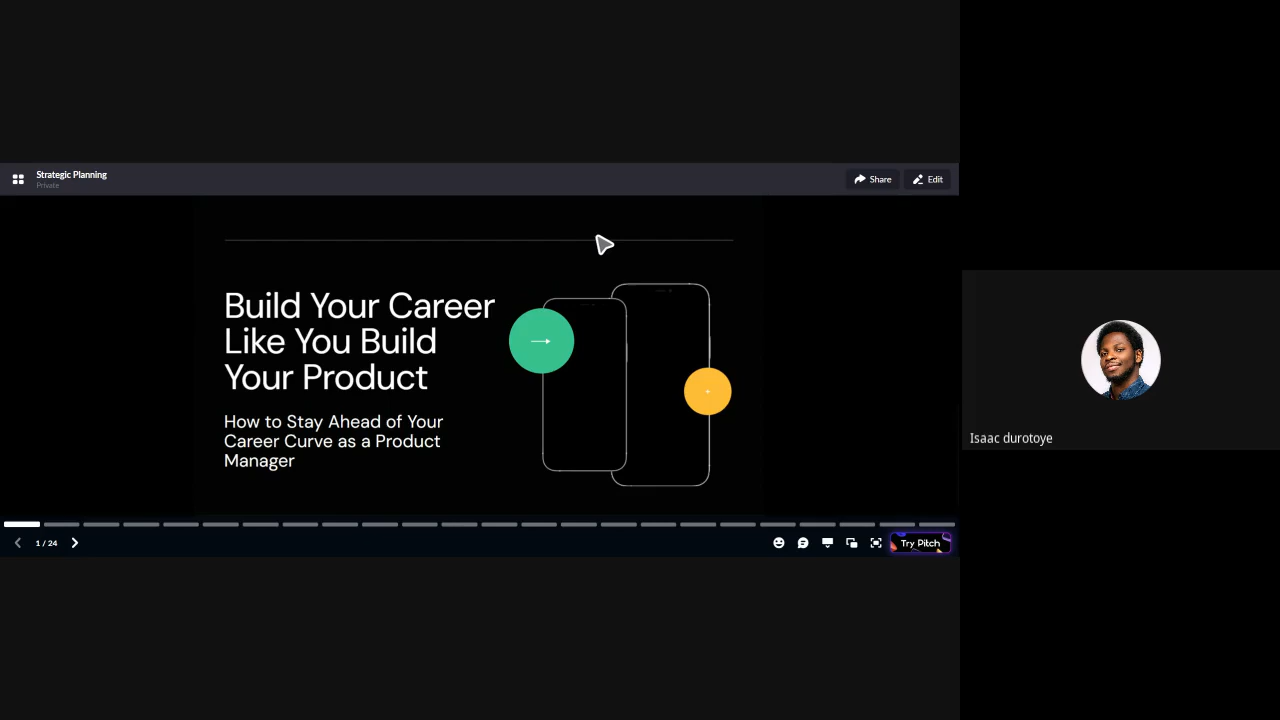 Strategic Planning
Private
Share
Edit
Build Your Career
Like You Build
Your Product
How to Stay Ahead of Your
Career Curve as a Product
Manager
1 / 24
Try Pitch
Isaac durotoye